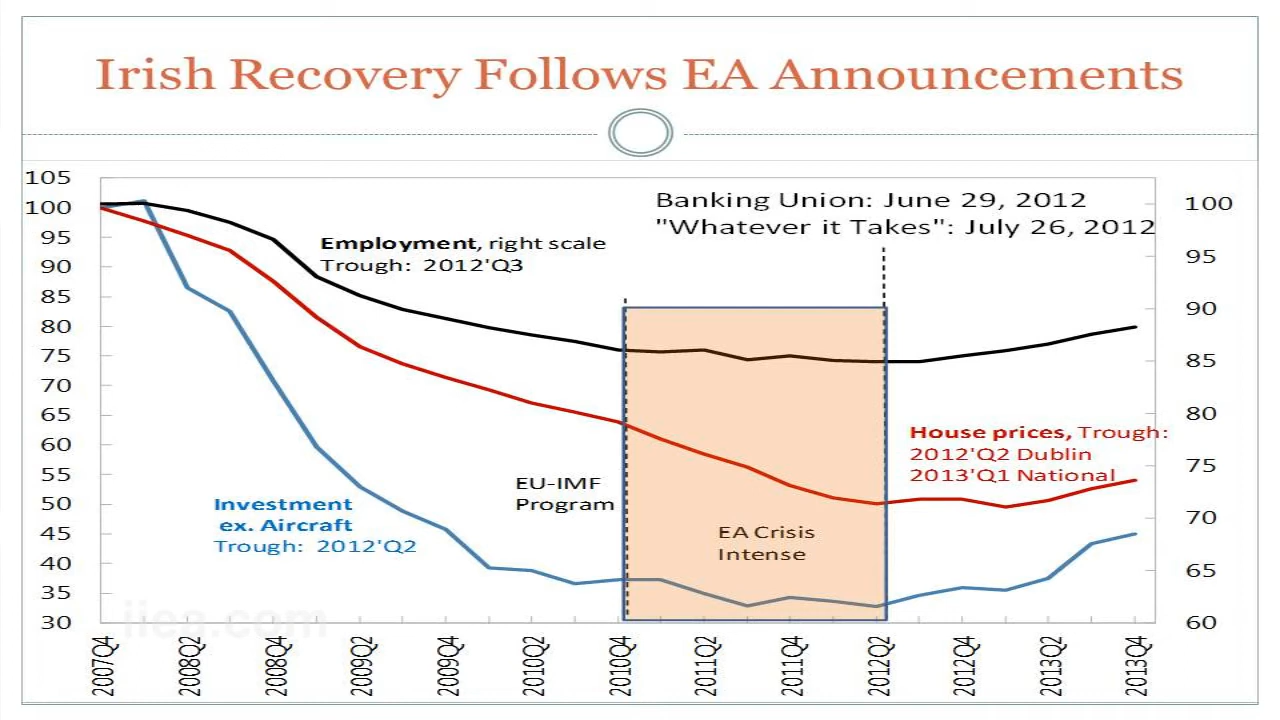 Irish Recovery Follows EA Announcements
105
100
95
90
85
80
75
70
65
60
55
50
45
40
35
30
100
95
90
85
80
75
70
65
60
Banking Union: June 29, 2012
"Whatever it Takes": July 26, 2012
Employment, right scale
Trough: 2012'Q3
House prices, Trough:
2012'Q2 Dublin
2013'Q1 National
EU-IMF
Program
Investment
ex. Aircraft
Trough: 2012'Q2
EA Crisis
Intense
iiea.com
2007Q4
2008Q2
2008Q4
2009Q2
2009Q4
2010Q2
2010Q4
2011Q2
2011Q4
2012Q2
2012Q4
2013Q2
2013Q4